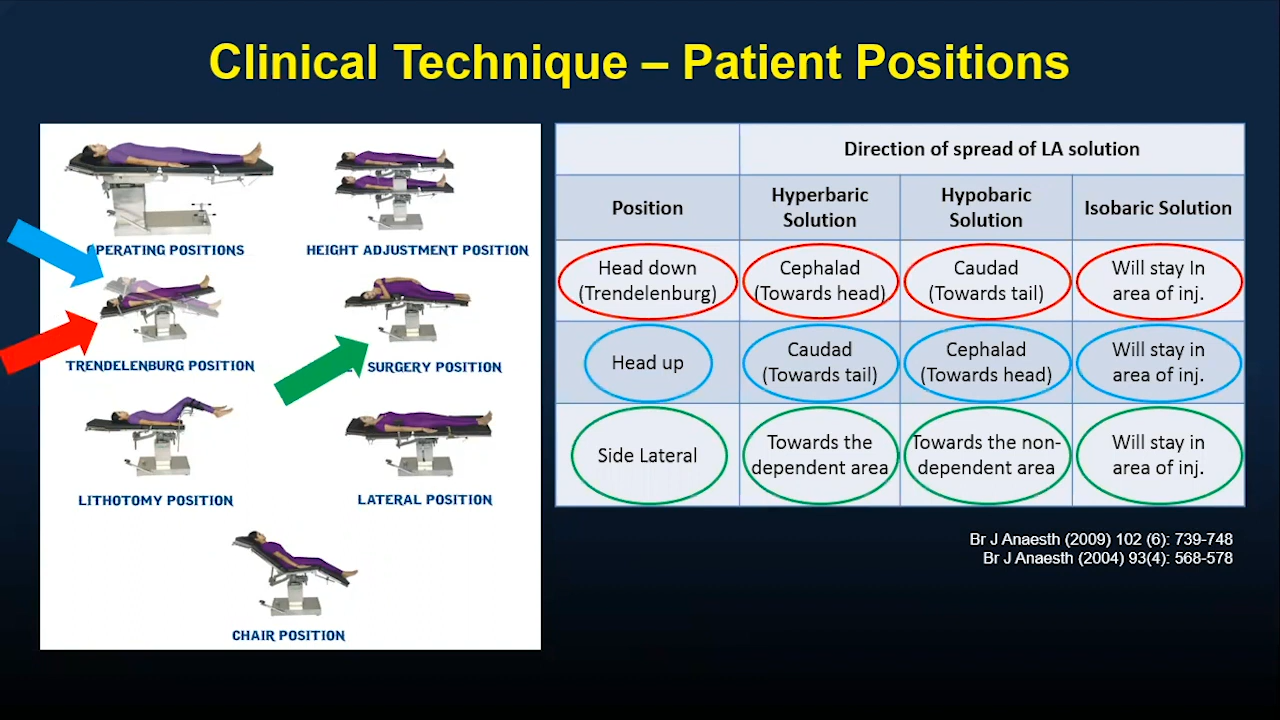 Clinical Technique – Patient Positions
OPERATING POSITIONS
HEIGHT ADJUSTMENT POSITION
TRENDELENBURG POSITION
SURGERY POSITION
LITHOTOMY POSITION
LATERAL POSITION
CHAIR POSITION
Direction of spread of LA solution
Position
Hyperbaric
Solution
Hypobaric
Solution
Isobaric Solution
Head down
(Trendelenburg)
Cephalad
(Towards head)
Caudad
(Towards tail)
Will stay In
area of inj.
Head up
Caudad
(Towards tail)
Cephalad
(Towards head)
Will stay in
area of inj.
Side Lateral
Towards the
dependent area
Towards the non-
dependent area
Will stay in
area of inj.
Br J Anaesth (2009) 102 (6): 739-748
Br J Anaesth (2004) 93(4): 568-578